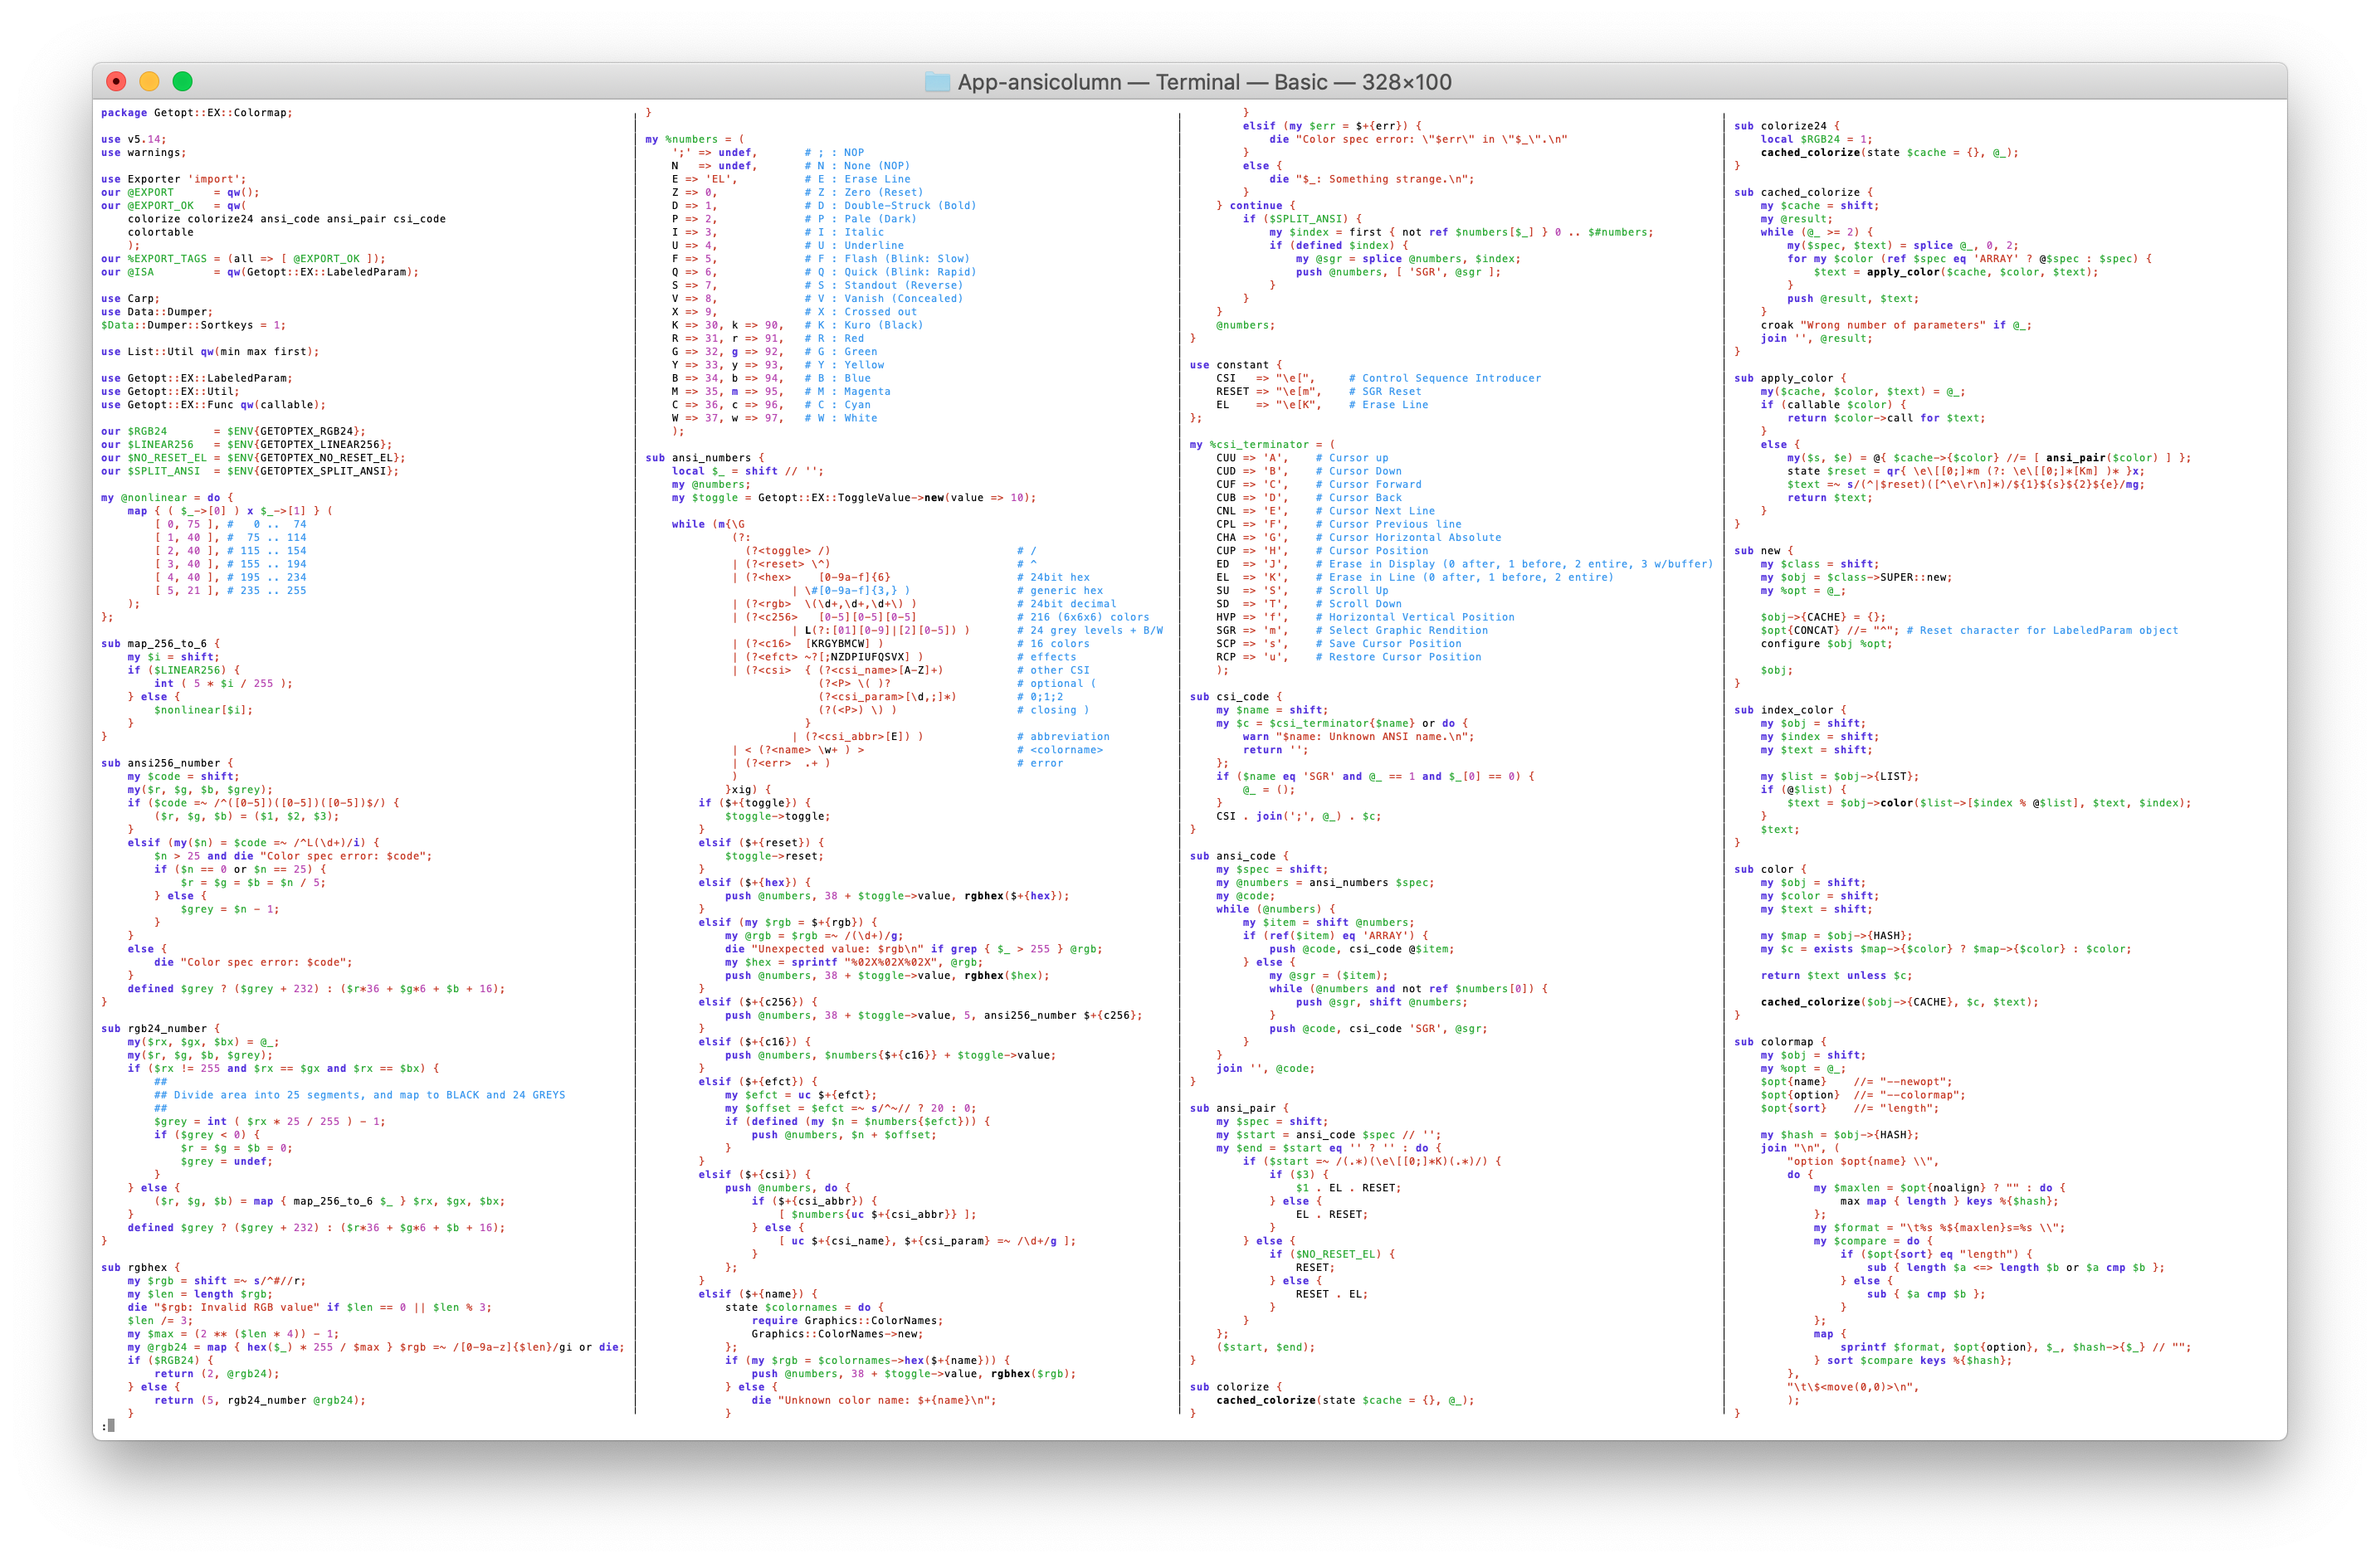 App-ansicolumn — Terminal — Basic — 328×100
package Getopt::EX::Colormap;

use v5.14;
use warnings;

use Exporter 'import';
our @EXPORT      = qw();
our @EXPORT_OK   = qw(
    colorize colorize24 ansi_code ansi_pair csi_code
    colortable
    );
our %EXPORT_TAGS = (all => [ @EXPORT_OK ]);
our @ISA         = qw(Getopt::EX::LabeledParam);

use Carp;
use Data::Dumper;
$Data::Dumper::Sortkeys = 1;

use List::Util qw(min max first);

use Getopt::EX::LabeledParam;
use Getopt::EX::Util;
use Getopt::EX::Func qw(callable);

our $RGB24       = $ENV{GETOPTEX_RGB24};
our $LINEAR256   = $ENV{GETOPTEX_LINEAR256};
our $NO_RESET_EL = $ENV{GETOPTEX_NO_RESET_EL};
our $SPLIT_ANSI  = $ENV{GETOPTEX_SPLIT_ANSI};

my @nonlinear = do {
    map { ( $_->[0] ) x $_->[1] } (
        [ 0, 75 ], #   0 ..  74
        [ 1, 40 ], #  75 .. 114
        [ 2, 40 ], # 115 .. 154
        [ 3, 40 ], # 155 .. 194
        [ 4, 40 ], # 195 .. 234
        [ 5, 21 ], # 235 .. 255
    );
};

sub map_256_to_6 {
    my $i = shift;
    if ($LINEAR256) {
        int ( 5 * $i / 255 );
    } else {
        $nonlinear[$i];
    }
}

sub ansi256_number {
    my $code = shift;
    my($r, $g, $b, $grey);
    if ($code =~ /^([0-5])([0-5])([0-5])$/) {
        ($r, $g, $b) = ($1, $2, $3);
    }
    elsif (my($n) = $code =~ /^L(\d+)/i) {
        $n > 25 and die "Color spec error: $code";
        if ($n == 0 or $n == 25) {
            $r = $g = $b = $n / 5;
        } else {
            $grey = $n - 1;
        }
    }
    else {
        die "Color spec error: $code";
    }
    defined $grey ? ($grey + 232) : ($r*36 + $g*6 + $b + 16);
}

sub rgb24_number {
    my($rx, $gx, $bx) = @_;
    my($r, $g, $b, $grey);
    if ($rx != 255 and $rx == $gx and $rx == $bx) {
        ##
        ## Divide area into 25 segments, and map to BLACK and 24 GREYS
        ##
        $grey = int ( $rx * 25 / 255 ) - 1;
        if ($grey < 0) {
            $r = $g = $b = 0;
            $grey = undef;
        }
    } else {
        ($r, $g, $b) = map { map_256_to_6 $_ } $rx, $gx, $bx;
    }
    defined $grey ? ($grey + 232) : ($r*36 + $g*6 + $b + 16);
}

sub rgbhex {
    my $rgb = shift =~ s/^#//r;
    my $len = length $rgb;
    die "$rgb: Invalid RGB value" if $len == 0 || $len % 3;
    $len /= 3;
    my $max = (2 ** ($len * 4)) - 1;
    my @rgb24 = map { hex($_) * 255 / $max } $rgb =~ /[0-9a-z]{$len}/gi or die;
    if ($RGB24) {
        return (2, @rgb24);
    } else {
        return (5, rgb24_number @rgb24);
    }
:
}

my %numbers = (
    ';' => undef,       # ; : NOP
    N   => undef,       # N : None (NOP)
    E => 'EL',          # E : Erase Line
    Z => 0,             # Z : Zero (Reset)
    D => 1,             # D : Double-Struck (Bold)
    P => 2,             # P : Pale (Dark)
    I => 3,             # I : Italic
    U => 4,             # U : Underline
    F => 5,             # F : Flash (Blink: Slow)
    Q => 6,             # Q : Quick (Blink: Rapid)
    S => 7,             # S : Standout (Reverse)
    V => 8,             # V : Vanish (Concealed)
    X => 9,             # X : Crossed out
    K => 30, k => 90,   # K : Kuro (Black)
    R => 31, r => 91,   # R : Red
    G => 32, g => 92,   # G : Green
    Y => 33, y => 93,   # Y : Yellow
    B => 34, b => 94,   # B : Blue
    M => 35, m => 95,   # M : Magenta
    C => 36, c => 96,   # C : Cyan
    W => 37, w => 97,   # W : White
    );

sub ansi_numbers {
    local $_ = shift // '';
    my @numbers;
    my $toggle = Getopt::EX::ToggleValue->new(value => 10);

    while (m{\G
             (?:
               (?<toggle> /)                            # /
             | (?<reset> \^)                            # ^
             | (?<hex>    [0-9a-f]{6}                   # 24bit hex
                      | \#[0-9a-f]{3,} )                # generic hex
             | (?<rgb>  \(\d+,\d+,\d+\) )               # 24bit decimal
             | (?<c256>   [0-5][0-5][0-5]               # 216 (6x6x6) colors
                      | L(?:[01][0-9]|[2][0-5]) )       # 24 grey levels + B/W
             | (?<c16>  [KRGYBMCW] )                    # 16 colors
             | (?<efct> ~?[;NZDPIUFQSVX] )              # effects
             | (?<csi>  { (?<csi_name>[A-Z]+)           # other CSI
                          (?<P> \( )?                   # optional (
                          (?<csi_param>[\d,;]*)         # 0;1;2
                          (?(<P>) \) )                  # closing )
                        }
                      | (?<csi_abbr>[E]) )              # abbreviation
             | < (?<name> \w+ ) >                       # <colorname>
             | (?<err>  .+ )                            # error
             )
            }xig) {
        if ($+{toggle}) {
            $toggle->toggle;
        }
        elsif ($+{reset}) {
            $toggle->reset;
        }
        elsif ($+{hex}) {
            push @numbers, 38 + $toggle->value, rgbhex($+{hex});
        }
        elsif (my $rgb = $+{rgb}) {
            my @rgb = $rgb =~ /(\d+)/g;
            die "Unexpected value: $rgb\n" if grep { $_ > 255 } @rgb;
            my $hex = sprintf "%02X%02X%02X", @rgb;
            push @numbers, 38 + $toggle->value, rgbhex($hex);
        }
        elsif ($+{c256}) {
            push @numbers, 38 + $toggle->value, 5, ansi256_number $+{c256};
        }
        elsif ($+{c16}) {
            push @numbers, $numbers{$+{c16}} + $toggle->value;
        }
        elsif ($+{efct}) {
            my $efct = uc $+{efct};
            my $offset = $efct =~ s/^~// ? 20 : 0;
            if (defined (my $n = $numbers{$efct})) {
                push @numbers, $n + $offset;
            }
        }
        elsif ($+{csi}) {
            push @numbers, do {
                if ($+{csi_abbr}) {
                    [ $numbers{uc $+{csi_abbr}} ];
                } else {
                    [ uc $+{csi_name}, $+{csi_param} =~ /\d+/g ];
                }
            };
        }
        elsif ($+{name}) {
            state $colornames = do {
                require Graphics::ColorNames;
                Graphics::ColorNames->new;
            };
            if (my $rgb = $colornames->hex($+{name})) {
                push @numbers, 38 + $toggle->value, rgbhex($rgb);
            } else {
                die "Unknown color name: $+{name}\n";
            }
        }
        elsif (my $err = $+{err}) {
            die "Color spec error: \"$err\" in \"$_\".\n"
        }
        else {
            die "$_: Something strange.\n";
        }
    } continue {
        if ($SPLIT_ANSI) {
            my $index = first { not ref $numbers[$_] } 0 .. $#numbers;
            if (defined $index) {
                my @sgr = splice @numbers, $index;
                push @numbers, [ 'SGR', @sgr ];
            }
        }
    }
    @numbers;
}

use constant {
    CSI   => "\e[",     # Control Sequence Introducer
    RESET => "\e[m",    # SGR Reset
    EL    => "\e[K",    # Erase Line
};

my %csi_terminator = (
    CUU => 'A',    # Cursor up
    CUD => 'B',    # Cursor Down
    CUF => 'C',    # Cursor Forward
    CUB => 'D',    # Cursor Back
    CNL => 'E',    # Cursor Next Line
    CPL => 'F',    # Cursor Previous line
    CHA => 'G',    # Cursor Horizontal Absolute
    CUP => 'H',    # Cursor Position
    ED  => 'J',    # Erase in Display (0 after, 1 before, 2 entire, 3 w/buffer)
    EL  => 'K',    # Erase in Line (0 after, 1 before, 2 entire)
    SU  => 'S',    # Scroll Up
    SD  => 'T',    # Scroll Down
    HVP => 'f',    # Horizontal Vertical Position
    SGR => 'm',    # Select Graphic Rendition
    SCP => 's',    # Save Cursor Position
    RCP => 'u',    # Restore Cursor Position
    );

sub csi_code {
    my $name = shift;
    my $c = $csi_terminator{$name} or do {
        warn "$name: Unknown ANSI name.\n";
        return '';
    };
    if ($name eq 'SGR' and @_ == 1 and $_[0] == 0) {
        @_ = ();
    }
    CSI . join(';', @_) . $c;
}

sub ansi_code {
    my $spec = shift;
    my @numbers = ansi_numbers $spec;
    my @code;
    while (@numbers) {
        my $item = shift @numbers;
        if (ref($item) eq 'ARRAY') {
            push @code, csi_code @$item;
        } else {
            my @sgr = ($item);
            while (@numbers and not ref $numbers[0]) {
                push @sgr, shift @numbers;
            }
            push @code, csi_code 'SGR', @sgr;
        }
    }
    join '', @code;
}

sub ansi_pair {
    my $spec = shift;
    my $start = ansi_code $spec // '';
    my $end = $start eq '' ? '' : do {
        if ($start =~ /(.*)(\e\[[0;]*K)(.*)/) {
            if ($3) {
                $1 . EL . RESET;
            } else {
                EL . RESET;
            }
        } else {
            if ($NO_RESET_EL) {
                RESET;
            } else {
                RESET . EL;
            }
        }
    };
    ($start, $end);
}

sub colorize {
    cached_colorize(state $cache = {}, @_);
}

sub colorize24 {
    local $RGB24 = 1;
    cached_colorize(state $cache = {}, @_);
}

sub cached_colorize {
    my $cache = shift;
    my @result;
    while (@_ >= 2) {
        my($spec, $text) = splice @_, 0, 2;
        for my $color (ref $spec eq 'ARRAY' ? @$spec : $spec) {
            $text = apply_color($cache, $color, $text);
        }
        push @result, $text;
    }
    croak "Wrong number of parameters" if @_;
    join '', @result;
}

sub apply_color {
    my($cache, $color, $text) = @_;
    if (callable $color) {
        return $color->call for $text;
    }
    else {
        my($s, $e) = @{ $cache->{$color} //= [ ansi_pair($color) ] };
        state $reset = qr{ \e\[[0;]*m (?: \e\[[0;]*[Km] )* }x;
        $text =~ s/(^|$reset)([^\e\r\n]*)/${1}${s}${2}${e}/mg;
        return $text;
    }
}

sub new {
    my $class = shift;
    my $obj = $class->SUPER::new;
    my %opt = @_;

    $obj->{CACHE} = {};
    $opt{CONCAT} //= "^"; # Reset character for LabeledParam object
    configure $obj %opt;

    $obj;
}

sub index_color {
    my $obj = shift;
    my $index = shift;
    my $text = shift;

    my $list = $obj->{LIST};
    if (@$list) {
        $text = $obj->color($list->[$index % @$list], $text, $index);
    }
    $text;
}

sub color {
    my $obj = shift;
    my $color = shift;
    my $text = shift;

    my $map = $obj->{HASH};
    my $c = exists $map->{$color} ? $map->{$color} : $color;

    return $text unless $c;

    cached_colorize($obj->{CACHE}, $c, $text);
}

sub colormap {
    my $obj = shift;
    my %opt = @_;
    $opt{name}    //= "--newopt";
    $opt{option}  //= "--colormap";
    $opt{sort}    //= "length";

    my $hash = $obj->{HASH};
    join "\n", (
        "option $opt{name} \\",
        do {
            my $maxlen = $opt{noalign} ? "" : do {
                max map { length } keys %{$hash};
            };
            my $format = "\t%s %${maxlen}s=%s \\";
            my $compare = do {
                if ($opt{sort} eq "length") {
                    sub { length $a <=> length $b or $a cmp $b };
                } else {
                    sub { $a cmp $b };
                }
            };
            map {
                sprintf $format, $opt{option}, $_, $hash->{$_} // "";
            } sort $compare keys %{$hash};
        },
        "\t\$<move(0,0)>\n",
        );
}